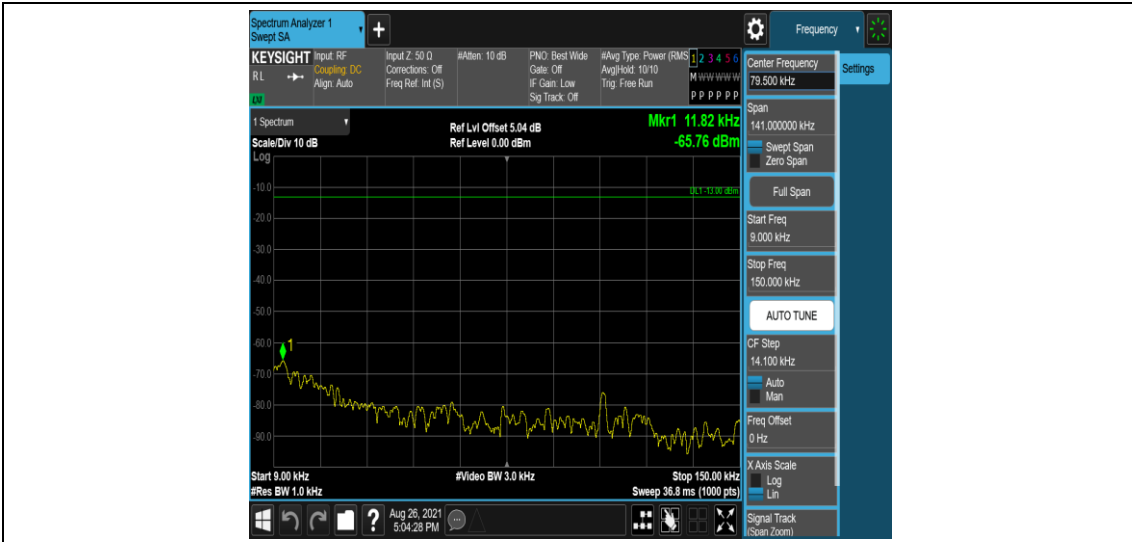 Spectrum Analyzer 1
Swept SA
+
Frequency
KEYSIGHT
RL
LXI
Input: RF
Coupling: DC
Align: Auto
Input Z: 50 Ω
Corrections: Off
Freq Ref: Int (S)
#Atten: 10 dB
PNO: Best Wide
Gate: Off
IF Gain: Low
Sig Track: Off
#Avg Type: Power (RMS
Avg|Hold: 10/10
Trig: Free Run
1 2 3 4 5 6
M W W W W W
P P P P P P
Center Frequency
79.500 kHz
Settings
1 Spectrum
Ref Lvl Offset 5.04 dB
Mkr1 11.82 kHz
Scale/Div 10 dB
Ref Level 0.00 dBm
-65.76 dBm
Log
DL1 -13.00 dBm
-10.0
-20.0
-30.0
-40.0
-50.0
-60.0
-70.0
-80.0
-90.0
1
Start 9.00 kHz
#Video BW 3.0 kHz
Stop 150.00 kHz
#Res BW 1.0 kHz
Sweep 36.8 ms (1000 pts)
Span
141.000000 kHz
Swept Span
Zero Span
Full Span
Start Freq
9.000 kHz
Stop Freq
150.000 kHz
AUTO TUNE
CF Step
14.100 kHz
Auto
Man
Freq Offset
0 Hz
X Axis Scale
Log
Lin
Signal Track
(Span Zoom)
?
Aug 26, 2021
5:04:28 PM